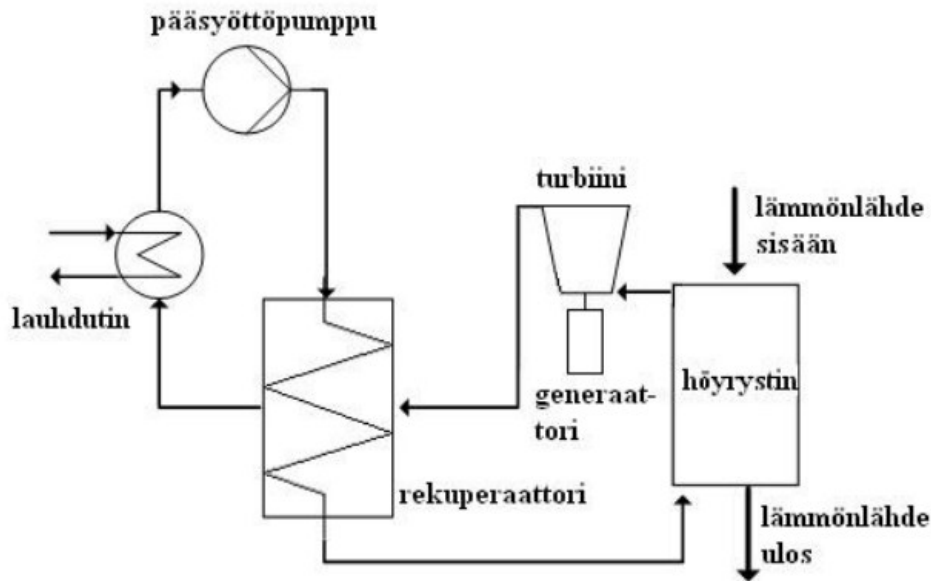 pääsyöttöpumppu
turbiini
lämmönlähde
sisään
lauhdutin
höyrystin
generaat-
tori
rekuperaattori
lämmönlähde
ulos